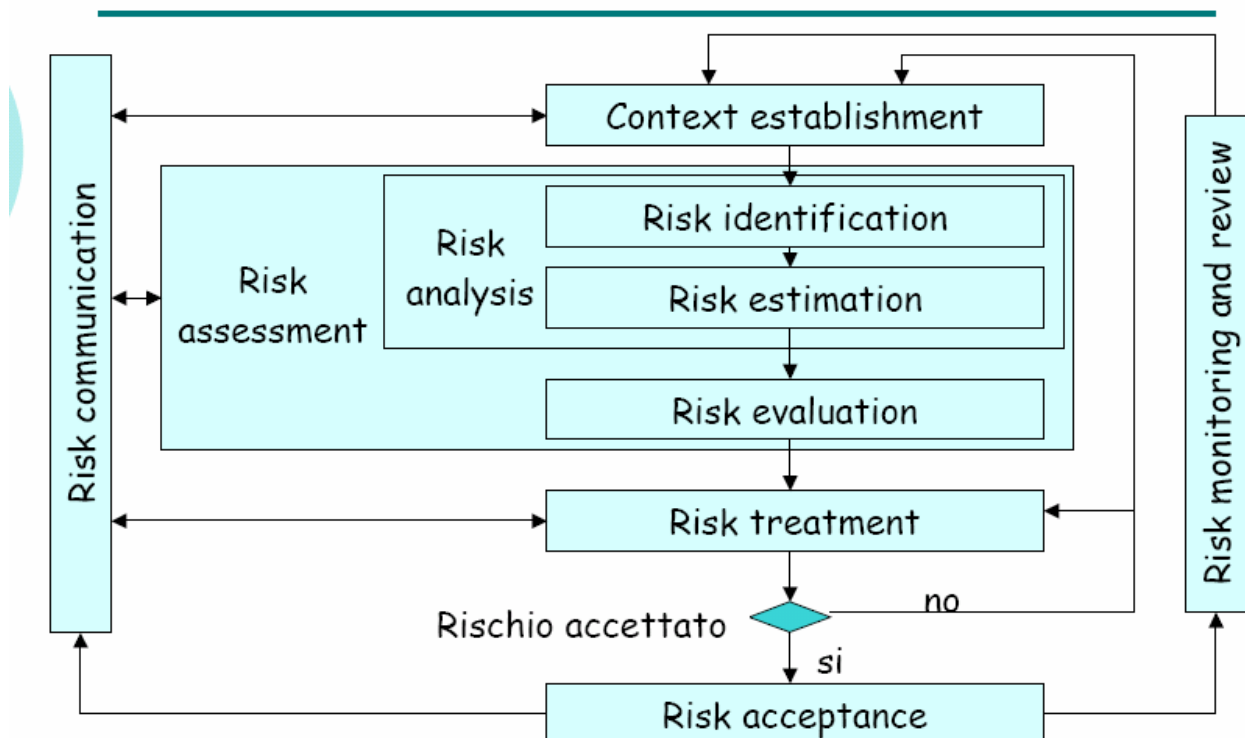 Context establishment
Risk communication
Risk monitoring and review
Risk identification
Risk
analysis
Risk estimation
Risk
assessment
Risk evaluation
Risk treatment
no
Rischio accettato
si
Risk acceptance